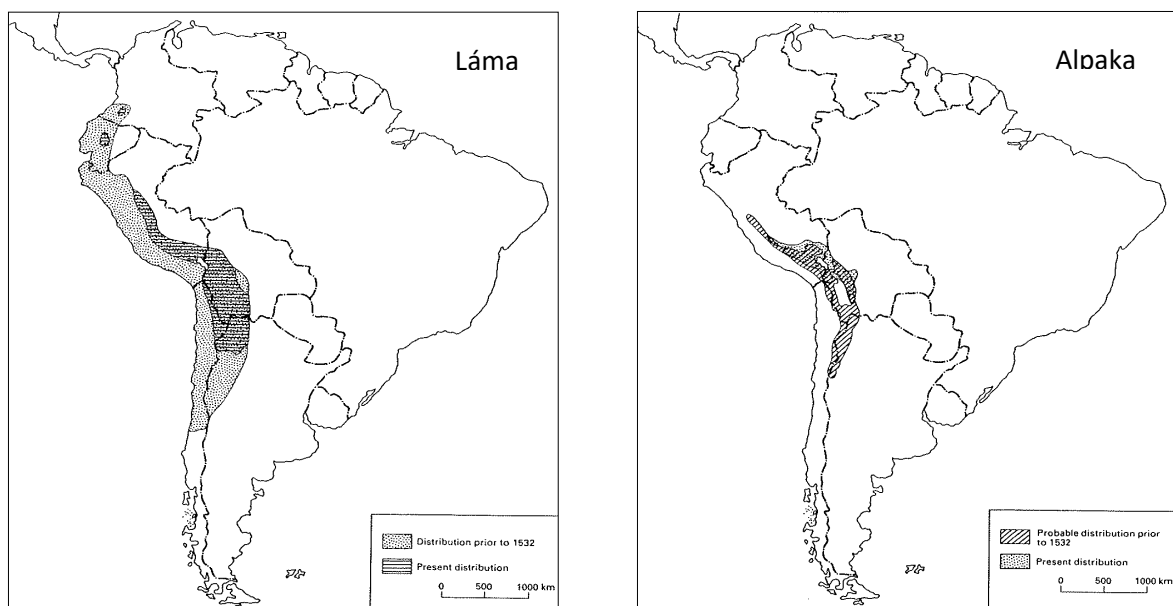 Láma
Distribution prior to 1532
Present distribution
0 500 1000 km
Alpaka
Probable distribution prior
to 1532
Present distribution
0 500 1000 km